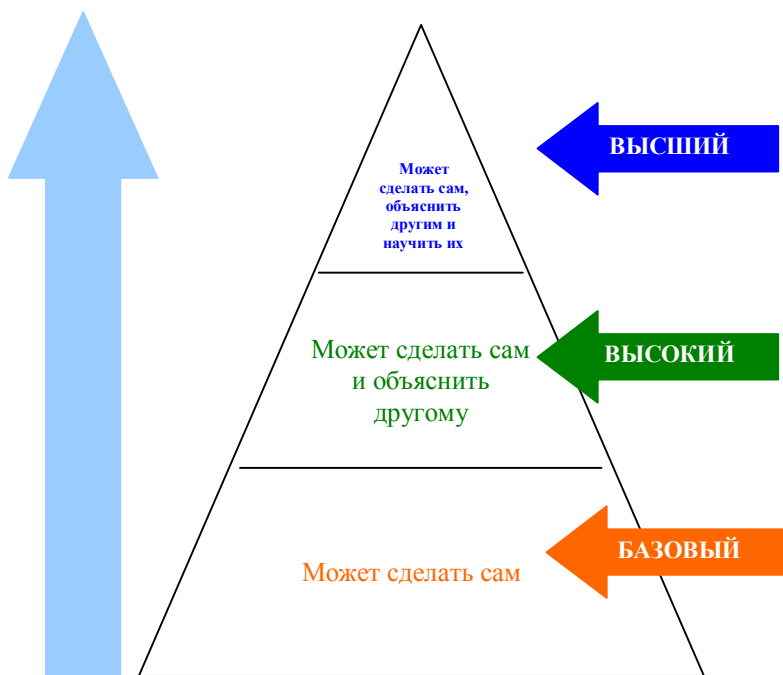 Может
сделать сам,
объяснить
другим и
научить их
ВЫСШИЙ
Может сделать сам
и объяснить
другому
ВЫСОКИЙ
Может сделать сам
БАЗОВЫЙ